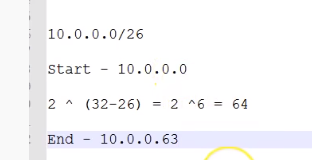 10.0.0.0/26
Start - 10.0.0.0
2 ^ (32-26) = 2 ^6 = 64
End - 10.0.0.63